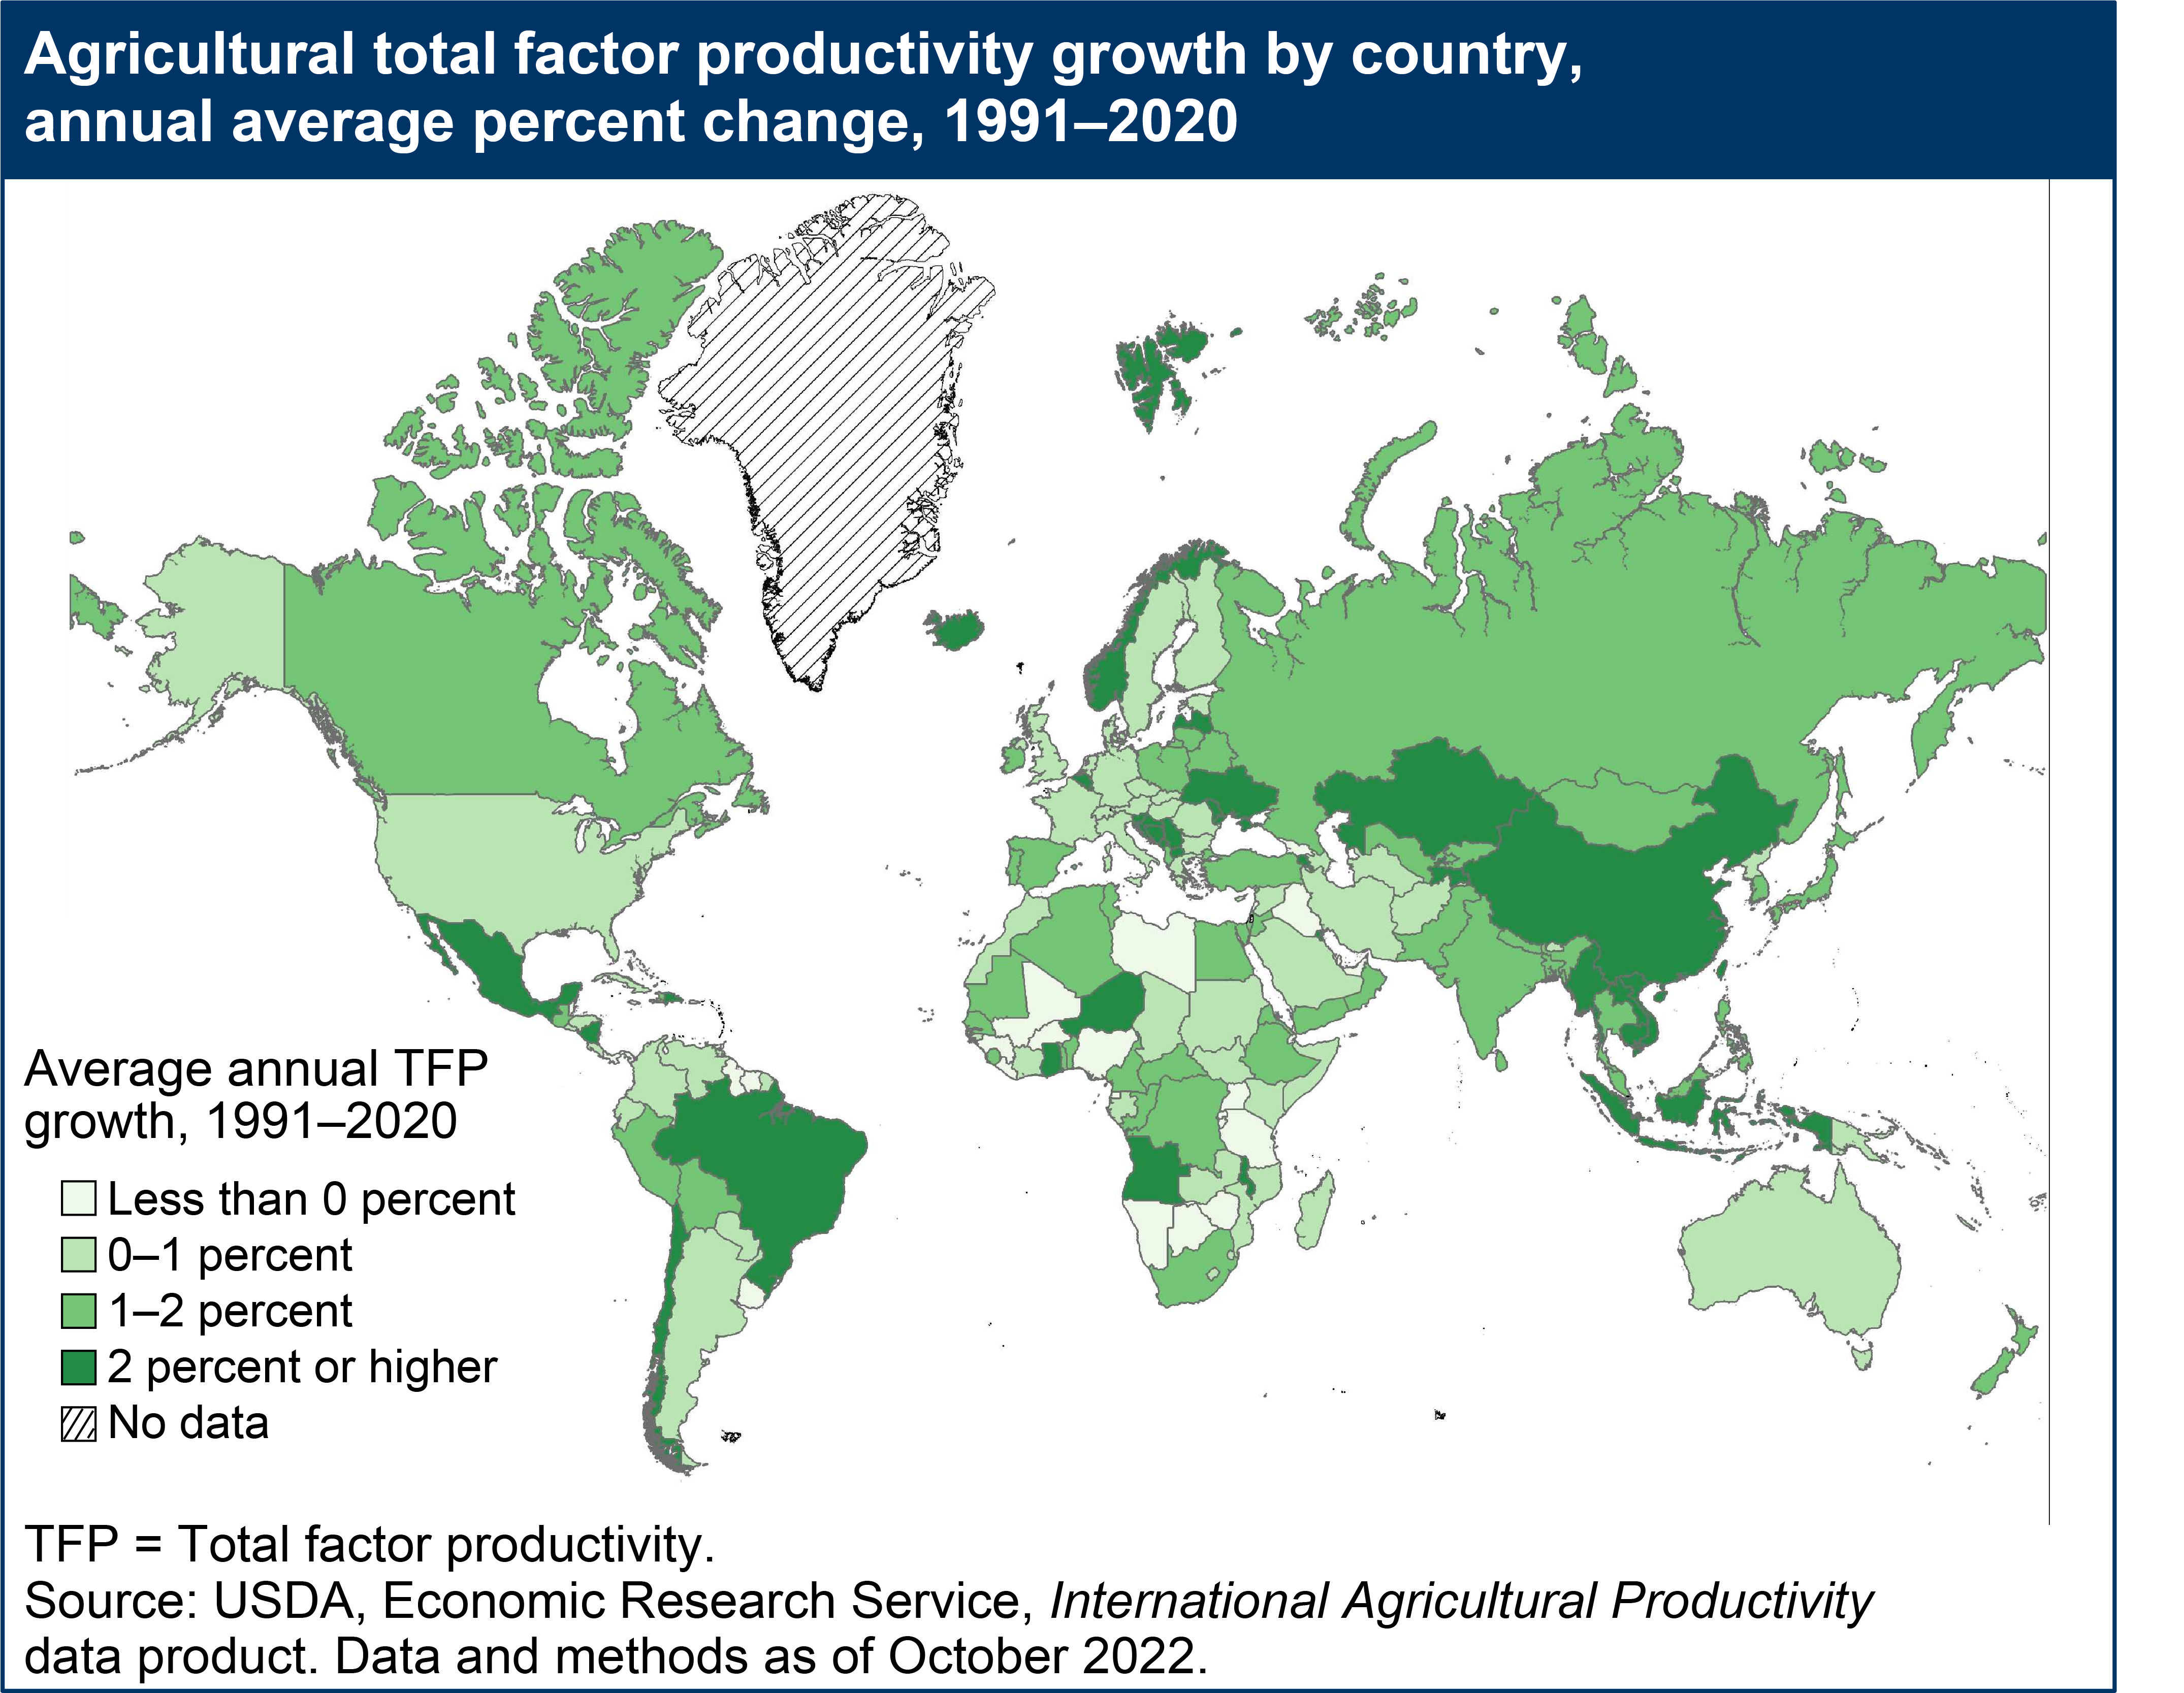 Agricultural total factor productivity growth by country,
annual average percent change, 1991–2020
Average annual TFP
growth, 1991–2020
Less than 0 percent
0–1 percent
1–2 percent
2 percent or higher
No data
TFP = Total factor productivity.
Source: USDA, Economic Research Service, International Agricultural Productivity
data product. Data and methods as of October 2022.